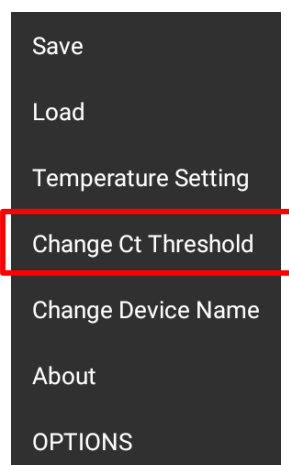 Save
Load
Temperature Setting
Change Ct Threshold
Change Device Name
About
OPTIONS